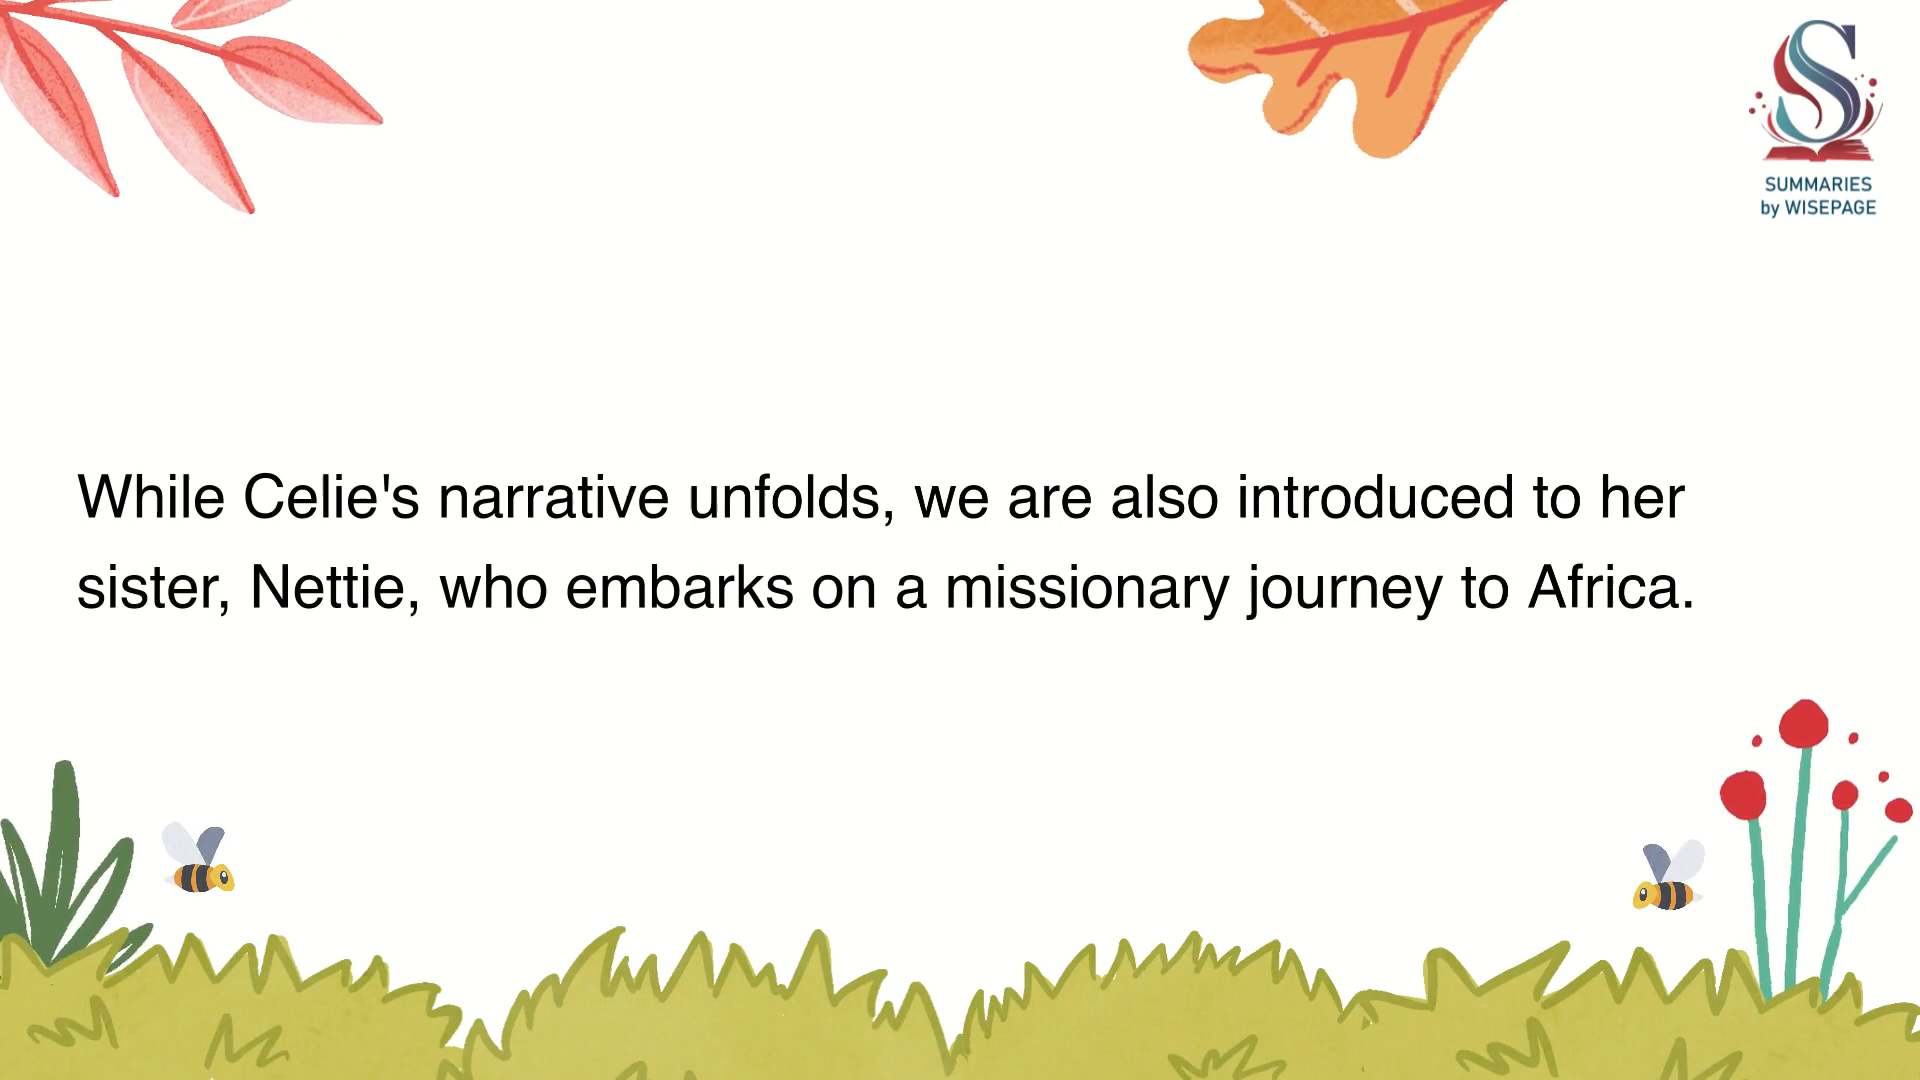 SUMMARIES
by WISEPAGE
While Celie's narrative unfolds, we are also introduced to her
sister, Nettie, who embarks on a missionary journey to Africa.